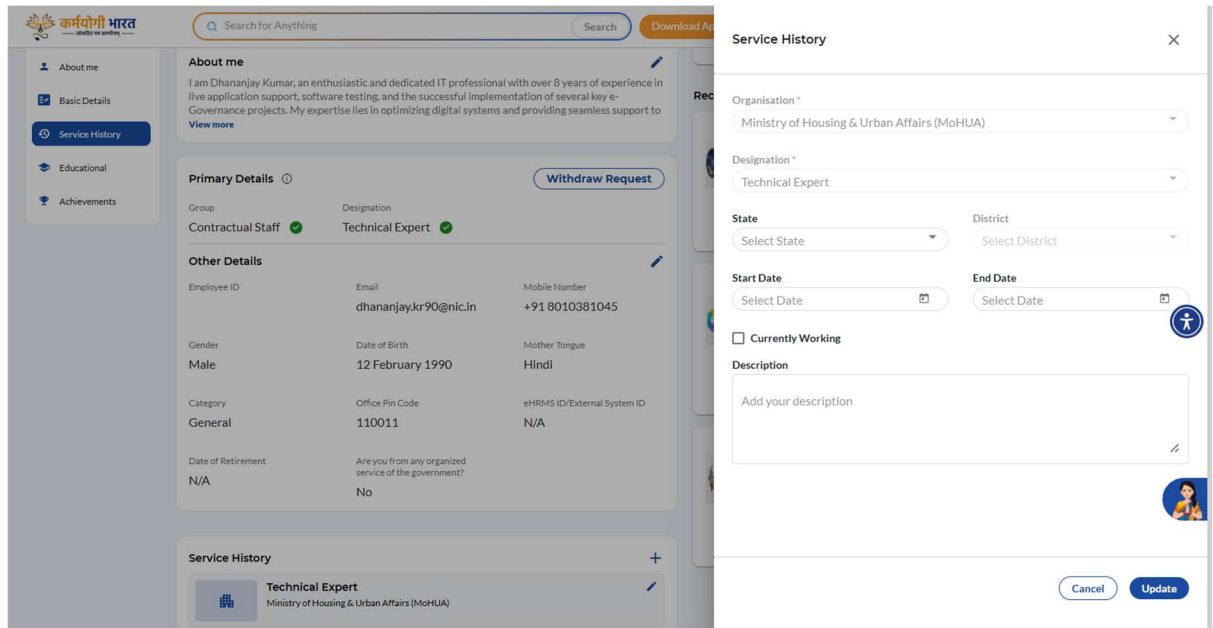 कर्मयोगी भारत
लोकहितं मम करणीयम्
Search for Anything
Search
Download Ap
About me
Basic Details
Service History
Educational
Achievements
About me
I am Dhananjay Kumar, an enthusiastic and dedicated IT professional with over 8 years of experience in
live application support, software testing, and the successful implementation of several key e-
Governance projects. My expertise lies in optimizing digital systems and providing seamless support to
View more
Rec
Primary Details
Withdraw Request
Group
Designation
Contractual Staff
Technical Expert
Other Details
Employee ID
Email
Mobile Number
dhananjay.kr90@nic.in
+91 8010381045
Gender
Date of Birth
Mother Tongue
Male
12 February 1990
Hindi
Category
Office Pin Code
eHRMS ID/External System ID
General
110011
N/A
Date of Retirement
Are you from any organized
service of the government?
N/A
No
Service History
Technical Expert
Ministry of Housing & Urban Affairs (MoHUA)
Service History
Organisation *
Ministry of Housing & Urban Affairs (MoHUA)
Designation *
Technical Expert
State
District
Select State
Select District
Start Date
End Date
Select Date
Select Date
Currently Working
Description
Add your description
Cancel
Update